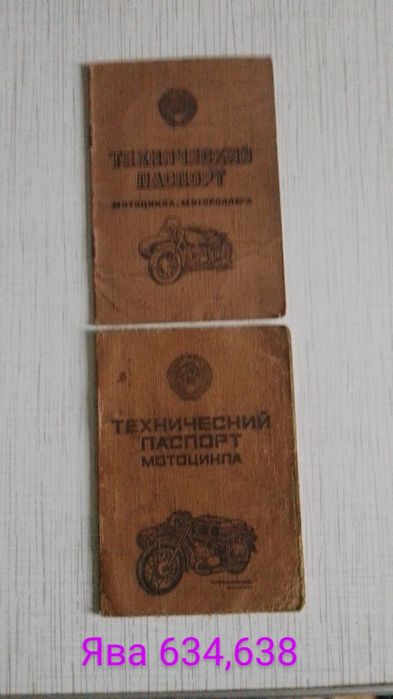 ТЕХНИЧЕСКИЙ
ПАСПОРТ
МОТОЦИКЛА, МОТОРОЛЛЕРА
ТЕХНИЧЕСКИЙ
ПАСПОРТ
МОТОЦИКЛА
Ява 634,638